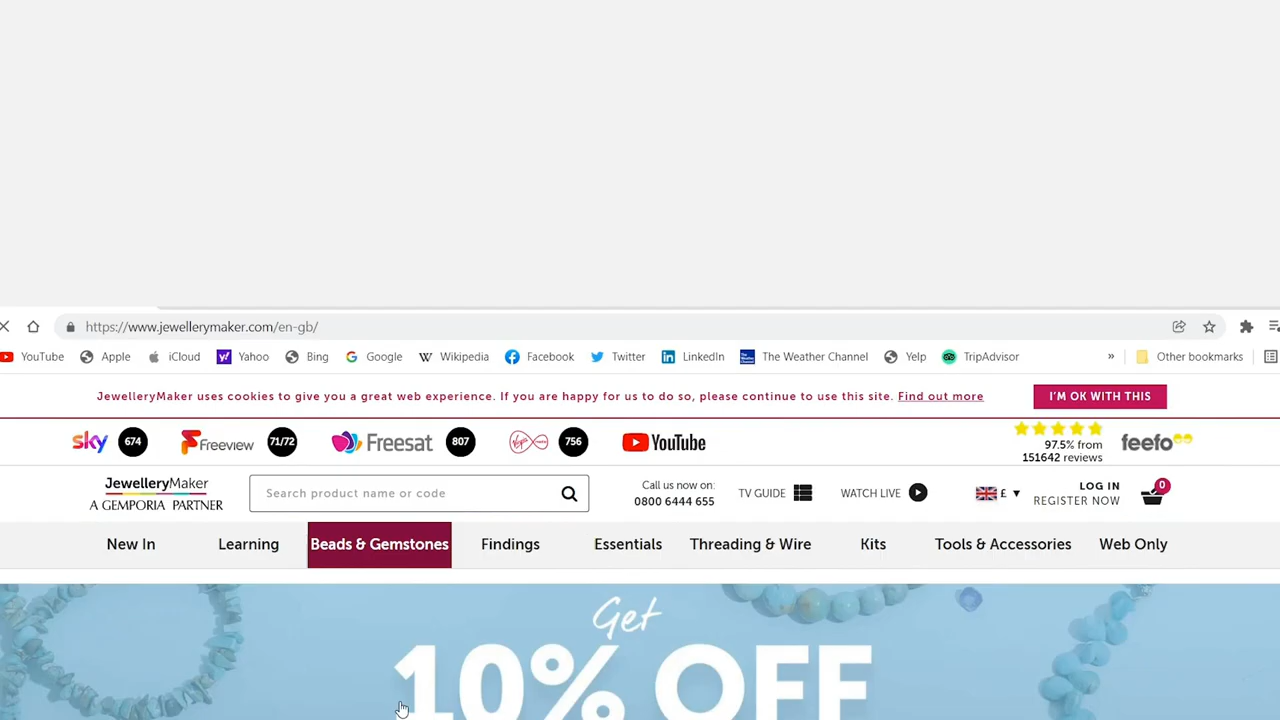 https://www.jewellerymaker.com/en-gb/
YouTube Apple iCloud Yahoo Bing Google Wikipedia Facebook Twitter LinkedIn The Weather Channel Yelp TripAdvisor » Other bookmarks
JewelleryMaker uses cookies to give you a great web experience. If you are happy for us to do so, please continue to use this site. Find out more I'M OK WITH THIS
sky 674 Freeview 71/72 Freesat 807 Virgin media 756 YouTube 97.5% from feefo
151642 reviews
JewelleryMaker Search product name or code Call us now on: TV GUIDE WATCH LIVE £ LOG IN 0
A GEMPORIA PARTNER 0800 6444 655 REGISTER NOW
New In Learning Beads & Gemstones Findings Essentials Threading & Wire Kits Tools & Accessories Web Only
Get
10% OFF